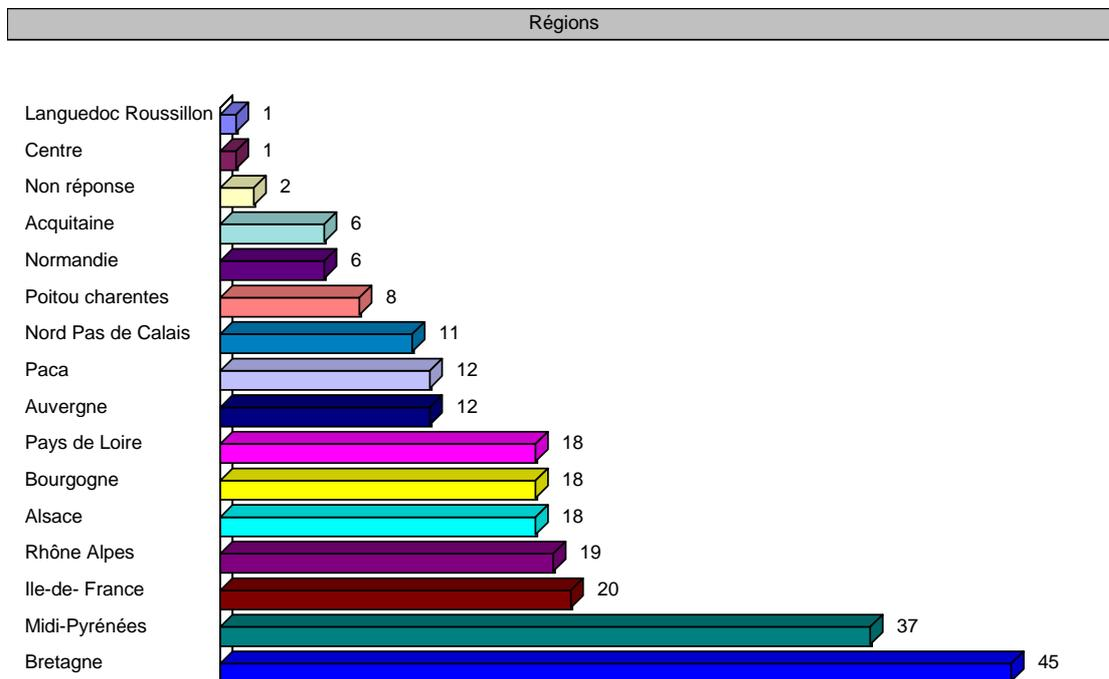 Régions
Languedoc Roussillon 1
Centre 1
Non réponse 2
Acquitaine 6
Normandie 6
Poitou charentes 8
Nord Pas de Calais 11
Paca 12
Auvergne 12
Pays de Loire 18
Bourgogne 18
Alsace 18
Rhône Alpes 19
Ile-de- France 20
Midi-Pyrénées 37
Bretagne 45